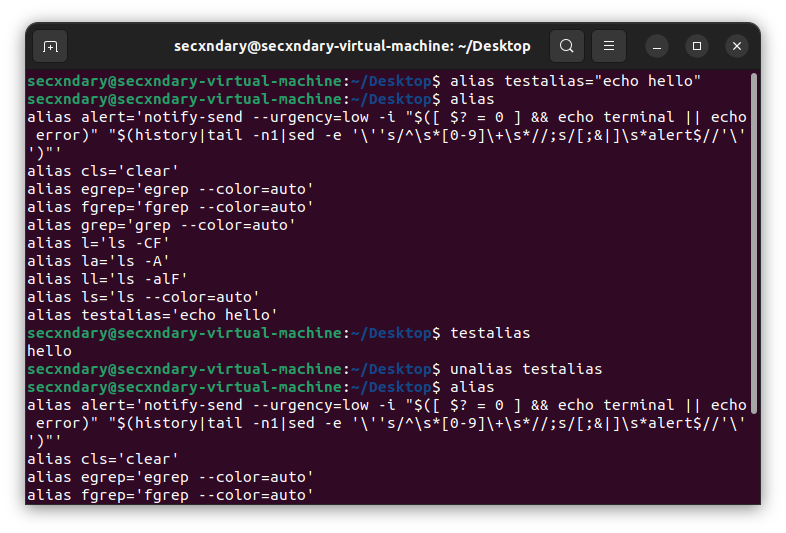 secxndary@secxndary-virtual-machine: ~/Desktop
secxndary@secxndary-virtual-machine:~/Desktop$ alias testalias="echo hello"
secxndary@secxndary-virtual-machine:~/Desktop$ alias
alias alert='notify-send --urgency=low -i "$([ $? = 0 ] && echo terminal || echo
 error)" "$(history|tail -n1|sed -e '\''s/^\s*[0-9]\+\s*//;s/[;&|]\s*alert$//'\'
')"'
alias cls='clear'
alias egrep='egrep --color=auto'
alias fgrep='fgrep --color=auto'
alias grep='grep --color=auto'
alias l='ls -CF'
alias la='ls -A'
alias ll='ls -alF'
alias ls='ls --color=auto'
alias testalias='echo hello'
secxndary@secxndary-virtual-machine:~/Desktop$ testalias
hello
secxndary@secxndary-virtual-machine:~/Desktop$ unalias testalias
secxndary@secxndary-virtual-machine:~/Desktop$ alias
alias alert='notify-send --urgency=low -i "$([ $? = 0 ] && echo terminal || echo
 error)" "$(history|tail -n1|sed -e '\''s/^\s*[0-9]\+\s*//;s/[;&|]\s*alert$//'\'
')"'
alias cls='clear'
alias egrep='egrep --color=auto'
alias fgrep='fgrep --color=auto'